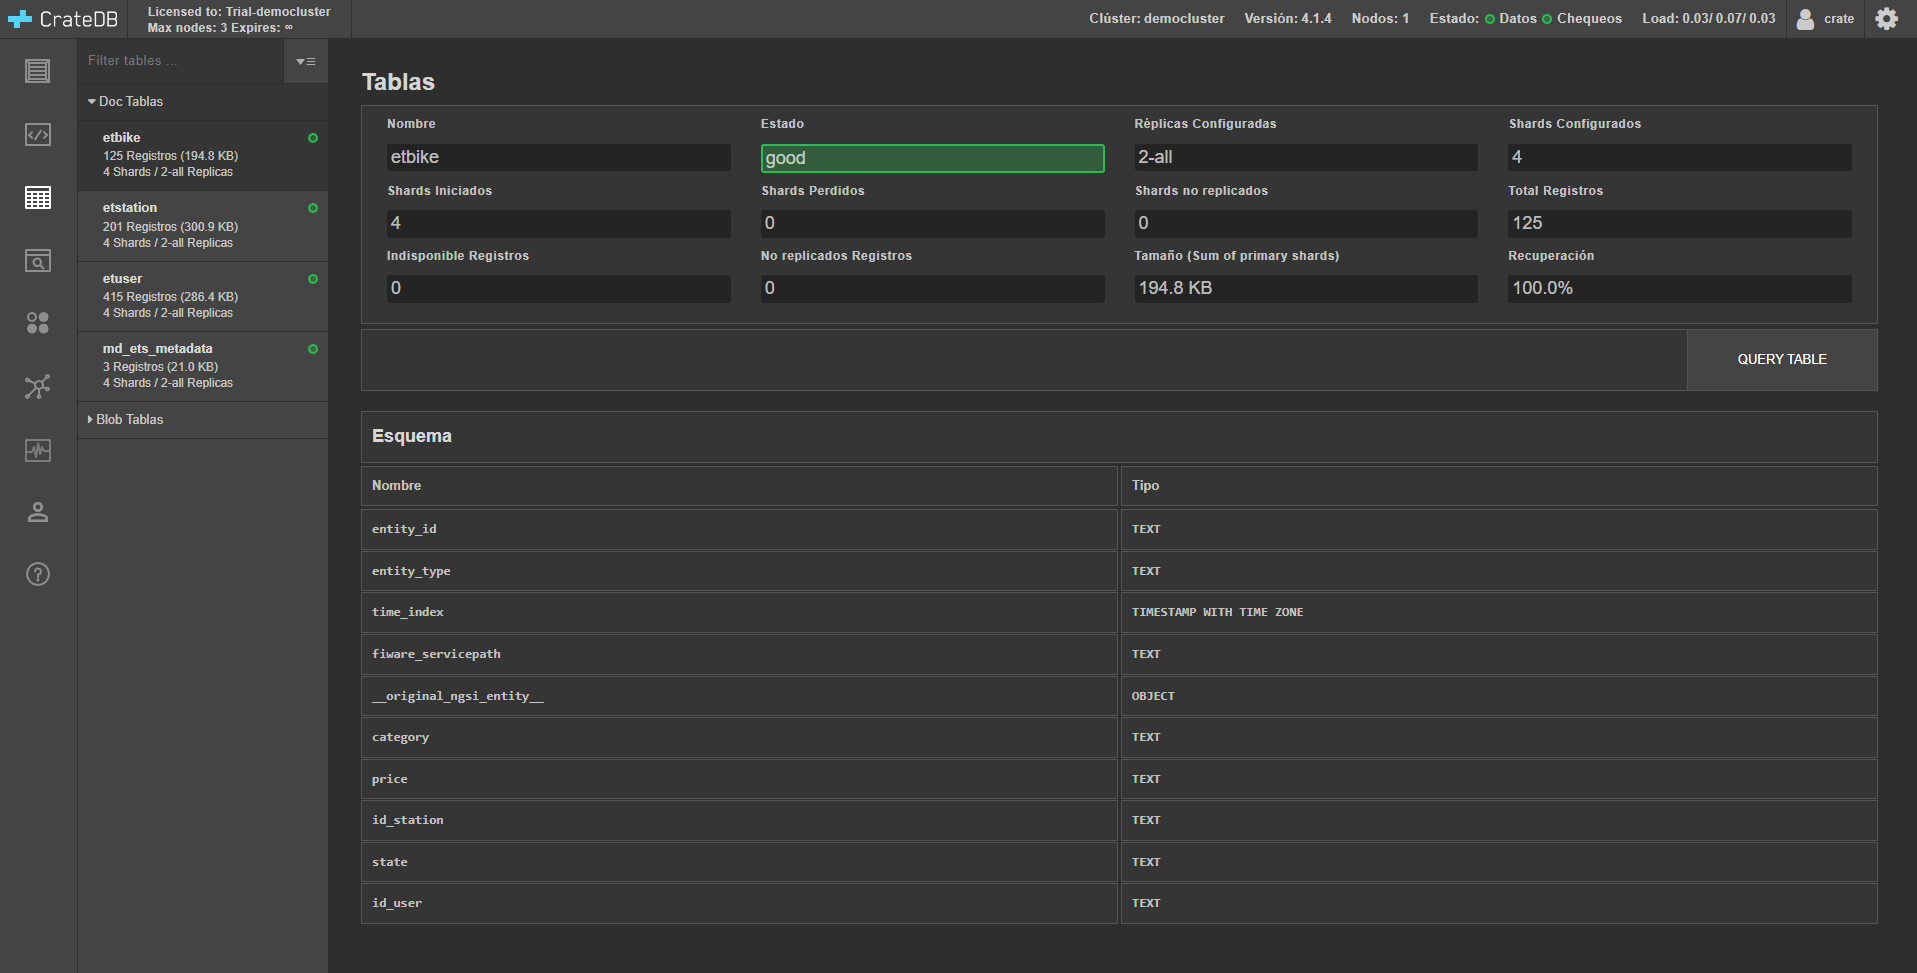 CrateDB
Licensed to: Trial-democluster
Max nodes: 3 Expires: ∞
Clúster: democluster Versión: 4.1.4 Nodos: 1 Estado: Datos Chequeos Load: 0.03/ 0.07/ 0.03 crate
Filter tables ...
Doc Tablas
etbike
125 Registros (194.8 KB)
4 Shards / 2-all Replicas
etstation
201 Registros (300.9 KB)
4 Shards / 2-all Replicas
etuser
415 Registros (286.4 KB)
4 Shards / 2-all Replicas
md_ets_metadata
3 Registros (21.0 KB)
4 Shards / 2-all Replicas
Blob Tablas
Tablas
Nombre Estado Réplicas Configuradas Shards Configurados
etbike good 2-all 4
Shards Iniciados Shards Perdidos Shards no replicados Total Registros
4 0 0 125
Indisponible Registros No replicados Registros Tamaño (Sum of primary shards) Recuperación
0 0 194.8 KB 100.0%
QUERY TABLE
Esquema
Nombre Tipo
entity_id TEXT
entity_type TEXT
time_index TIMESTAMP WITH TIME ZONE
fiware_servicepath TEXT
__original_ngsi_entity__ OBJECT
category TEXT
price TEXT
id_station TEXT
state TEXT
id_user TEXT